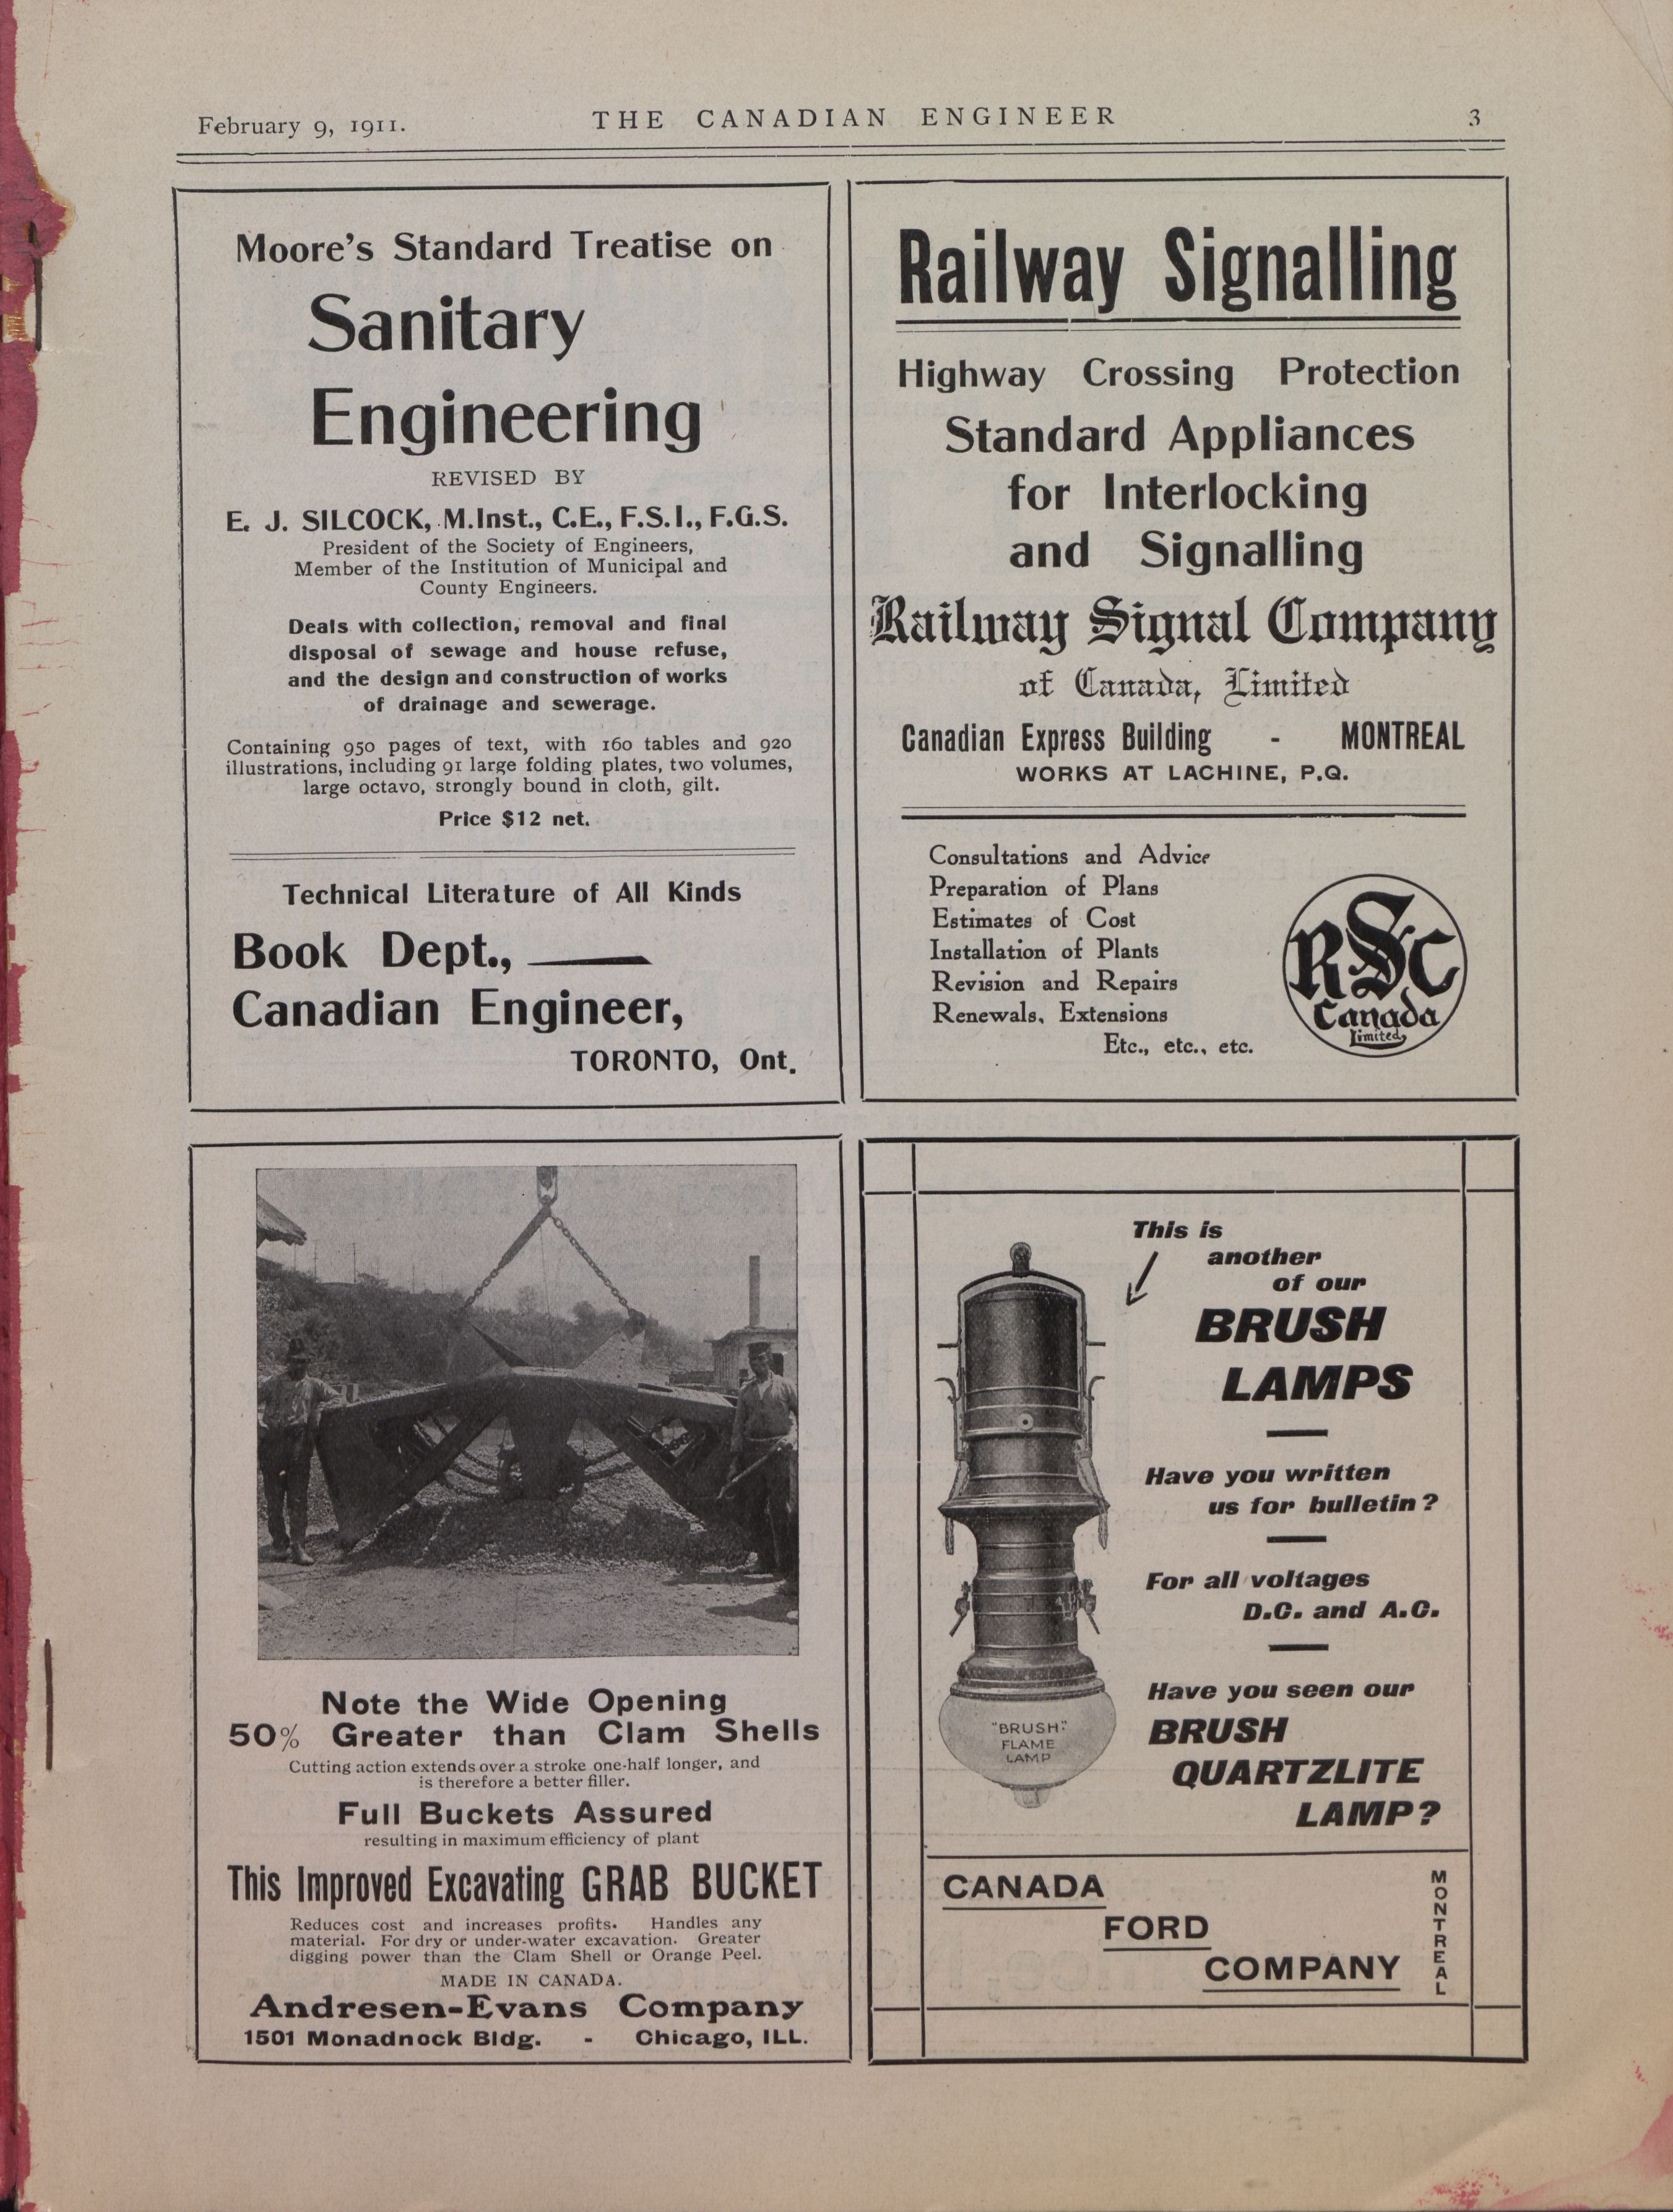 February 9, 1911.
THE CANADIAN ENGINEER
3
Moore's Standard Treatise on
Sanitary
Engineering
REVISED BY
E. J. SILCOCK, M.Inst., C.E., F.S.I., F.G.S.
President of the Society of Engineers,
Member of the Institution of Municipal and
County Engineers.
Deals with collection, removal and final
disposal of sewage and house refuse,
and the design and construction of works
of drainage and sewerage.
Containing 950 pages of text, with 160 tables and 920
illustrations, including 91 large folding plates, two volumes,
large octavo, strongly bound in cloth, gilt.
Price $12 net.
Technical Literature of All Kinds
Book Dept., ——
Canadian Engineer,
TORONTO, Ont.
Railway Signalling
Highway Crossing Protection
Standard Appliances
for Interlocking
and Signalling
Railway Signal Company
of Canada, Limited
Canadian Express Building - MONTREAL
WORKS AT LACHINE, P.Q.
Consultations and Advice
Preparation of Plans
Estimates of Cost
Installation of Plants
Revision and Repairs
Renewals, Extensions
Etc., etc., etc.
RSC
Canada
Limited
Note the Wide Opening
50% Greater than Clam Shells
Cutting action extends over a stroke one-half longer, and
is therefore a better filler.
Full Buckets Assured
resulting in maximum efficiency of plant
This Improved Excavating GRAB BUCKET
Reduces cost and increases profits. Handles any
material. For dry or under-water excavation. Greater
digging power than the Clam Shell or Orange Peel.
MADE IN CANADA.
Andresen-Evans Company
1501 Monadnock Bldg. - Chicago, ILL.
This is
another
of our
BRUSH
LAMPS
Have you written
us for bulletin?
For all voltages
D.C. and A.C.
Have you seen our
BRUSH
QUARTZLITE
LAMP?
"BRUSH"
FLAME
LAMP
CANADA
FORD
COMPANY
MONTREAL